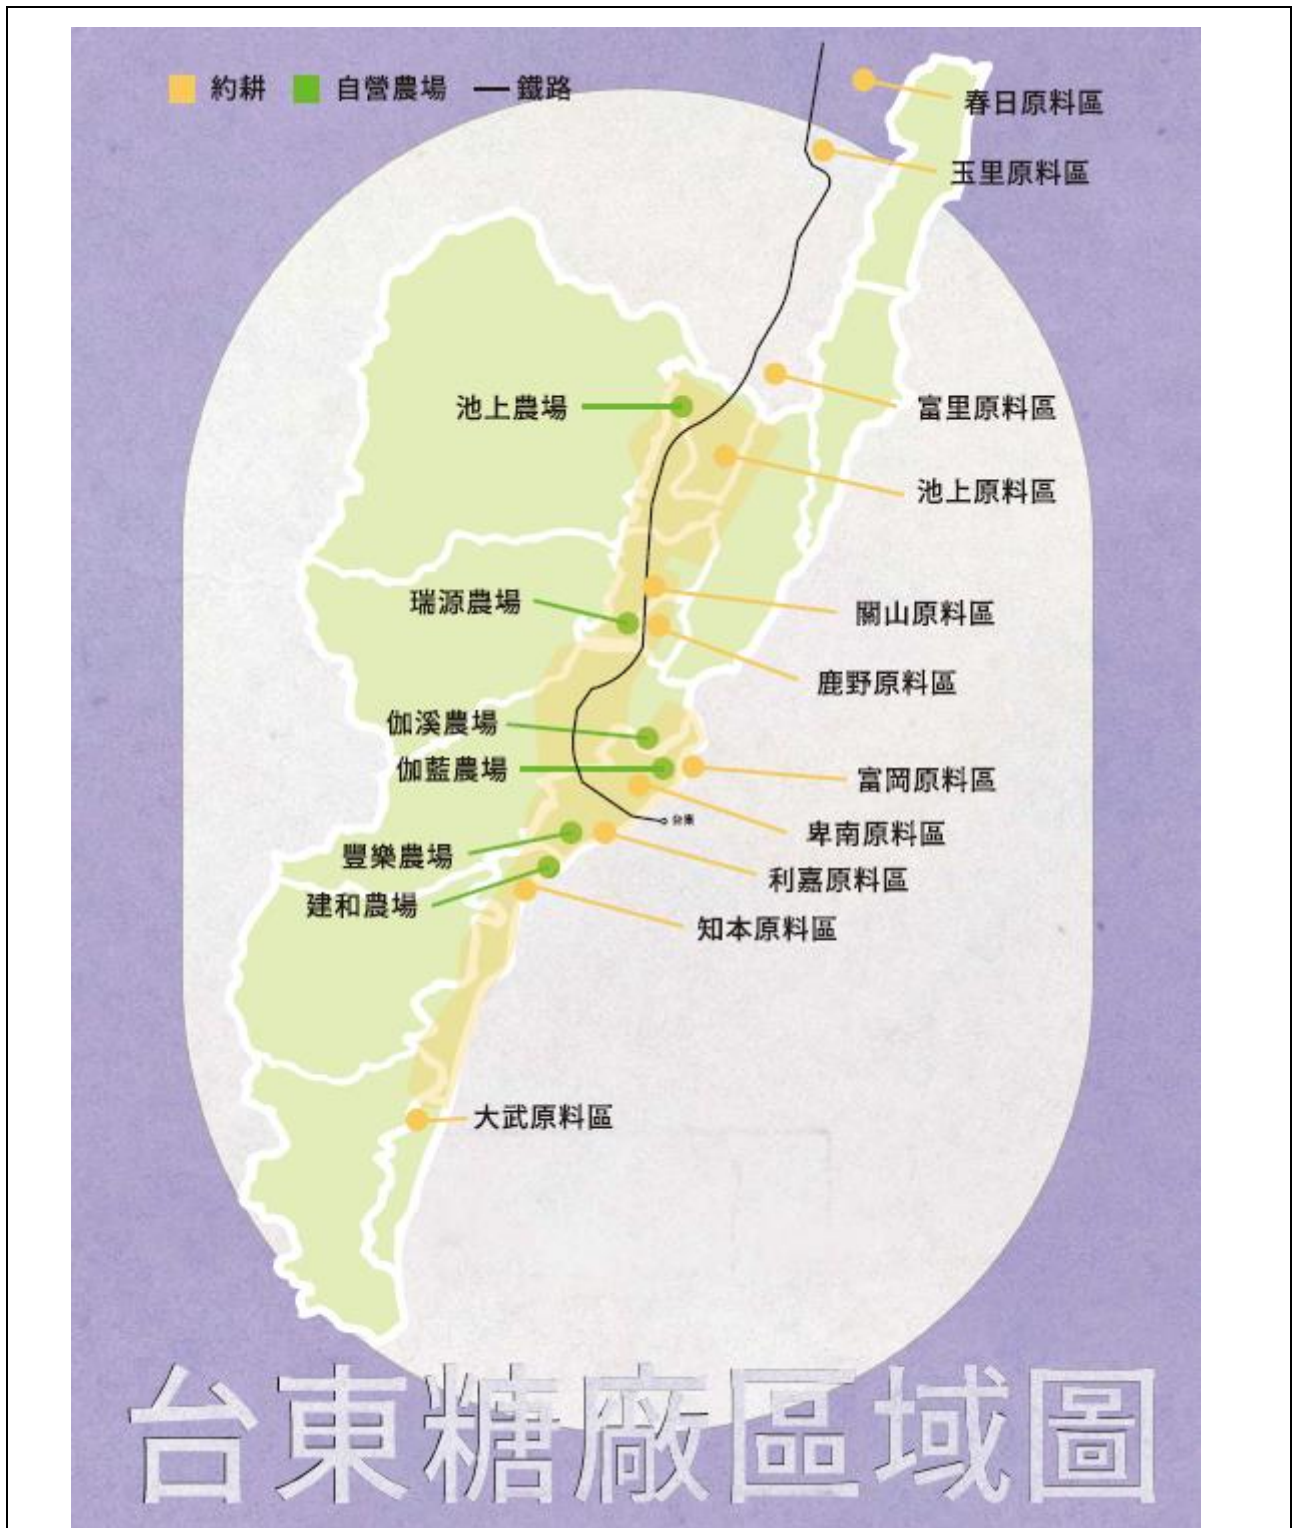 約耕 自營農場 鐵路
春日原料區
玉里原料區
池上農場
富里原料區
池上原料區
瑞源農場
關山原料區
鹿野原料區
伽溪農場
伽藍農場
富岡原料區
台東
卑南原料區
豐樂農場
利嘉原料區
建和農場
知本原料區
大武原料區
台東糖廠區域圖